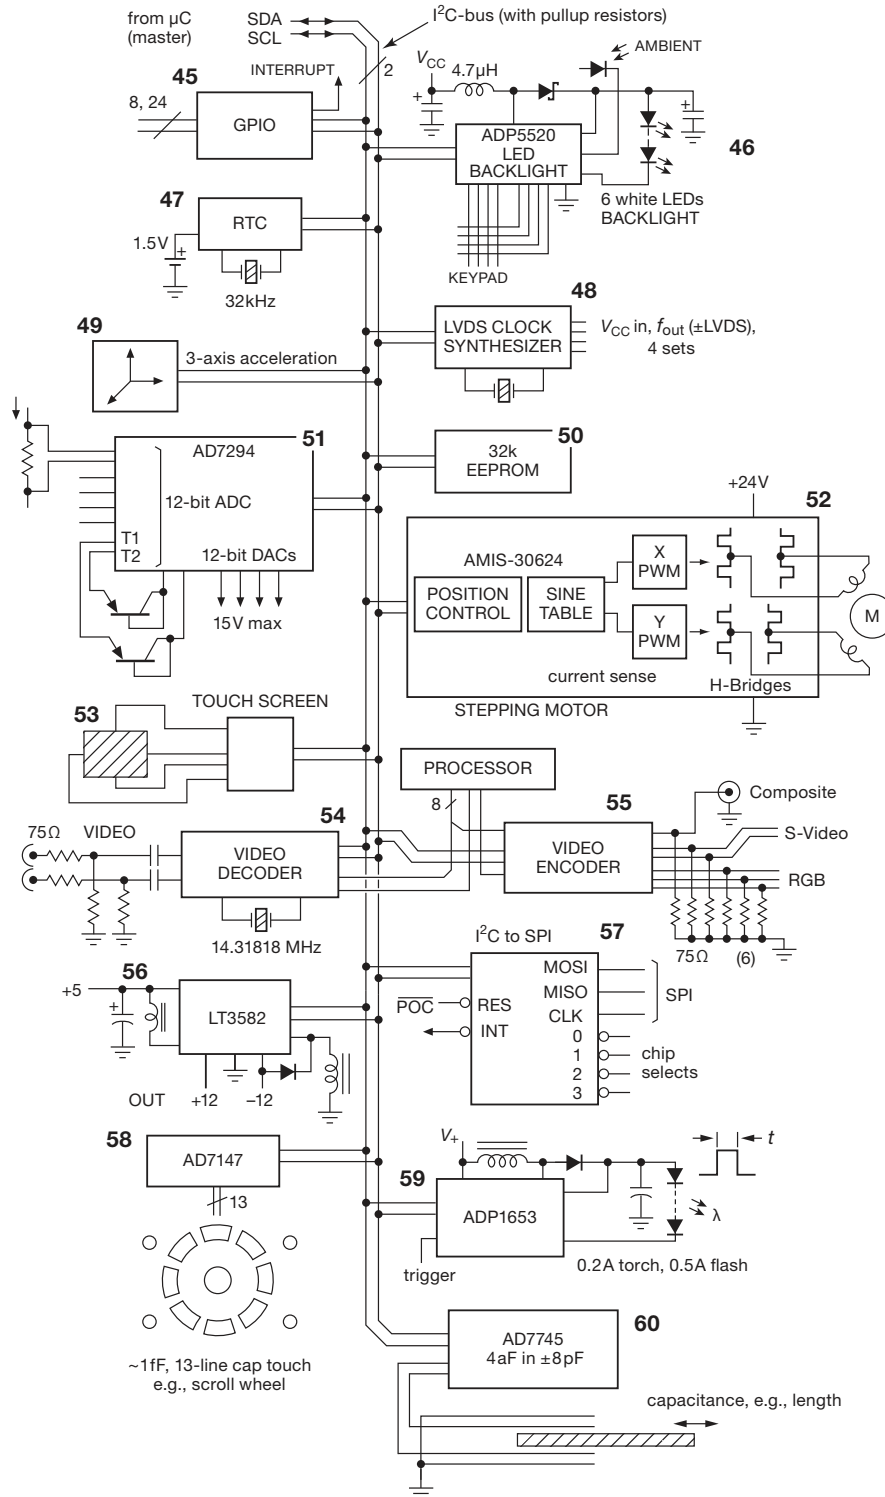 from µC
(master)
SDA
SCL
I²C-bus (with pullup resistors)
2
45
INTERRUPT
8, 24
GPIO
VCC
4.7µH
AMBIENT
+
+
ADP5520
LED
BACKLIGHT
46
6 white LEDs
BACKLIGHT
KEYPAD
47
RTC
1.5V
+
32kHz
48
LVDS CLOCK
SYNTHESIZER
VCC in, fout (±LVDS),
4 sets
49
3-axis acceleration
51
AD7294
12-bit ADC
T1
T2
12-bit DACs
15V max
50
32k
EEPROM
+24V
52
AMIS-30624
POSITION
CONTROL
SINE
TABLE
X
PWM
Y
PWM
M
current sense
H-Bridges
STEPPING MOTOR
TOUCH SCREEN
53
PROCESSOR
8
54
75Ω
VIDEO
VIDEO
DECODER
14.31818 MHz
55
VIDEO
ENCODER
Composite
S-Video
RGB
75Ω
(6)
56
+5
+
LT3582
OUT
+12
–12
I²C to SPI
57
POC
RES
INT
MOSI
MISO
CLK
SPI
0
1
2
3
chip
selects
58
AD7147
13
~1fF, 13-line cap touch
e.g., scroll wheel
59
V+
ADP1653
trigger
t
λ
0.2A torch, 0.5A flash
60
AD7745
4aF in ±8pF
capacitance, e.g., length